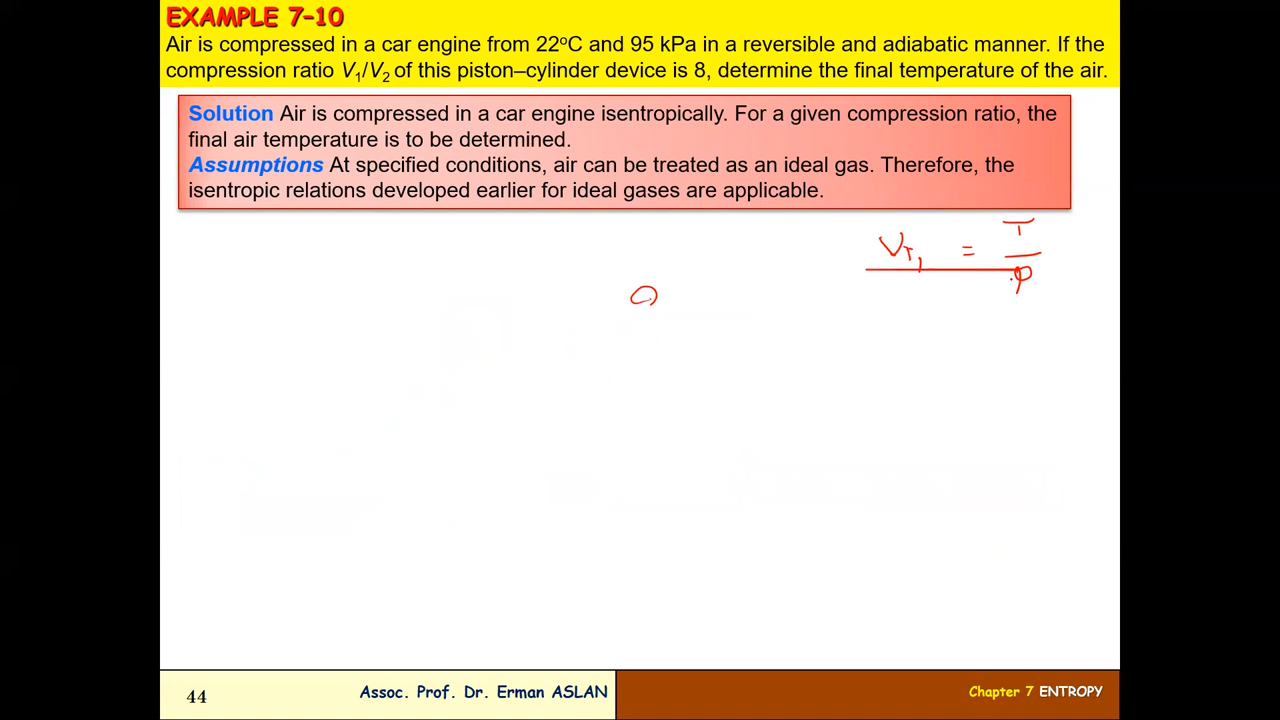 EXAMPLE 7–10
Air is compressed in a car engine from 22°C and 95 kPa in a reversible and adiabatic manner. If the
compression ratio V1/V2 of this piston–cylinder device is 8, determine the final temperature of the air.
Solution Air is compressed in a car engine isentropically. For a given compression ratio, the
final air temperature is to be determined.
Assumptions At specified conditions, air can be treated as an ideal gas. Therefore, the
isentropic relations developed earlier for ideal gases are applicable.
44
Assoc. Prof. Dr. Erman ASLAN
Chapter 7 ENTROPY